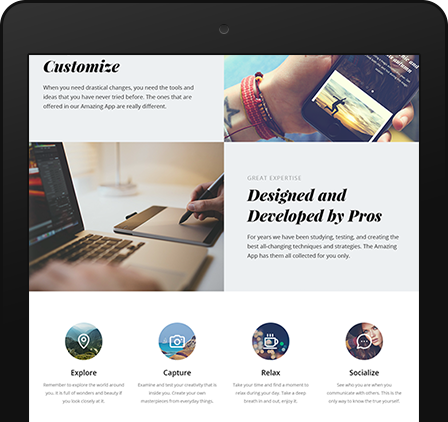 Customize
When you need drastical changes, you need the tools and
ideas that you have never tried before. The ones that are
offered in our Amazing App are really different.
GREAT EXPERTISE
Designed and
Developed by Pros
For years we have been studying, testing, and creating the
best all-changing techniques and strategies. The Amazing
App has them all collected for you only.
Explore
Remember to explore the world around
you. It is full of wonders and beauty if
you look closely at it.
Capture
Examine and test your creativity that is
inside you. Create your own
masterpieces from everyday things.
Relax
Take your time and find a moment to
relax during your day. Take a deep
breath in and out; enjoy it.
Socialize
See who you are when you
communicate with others. This is the
only way to know the true yourself.